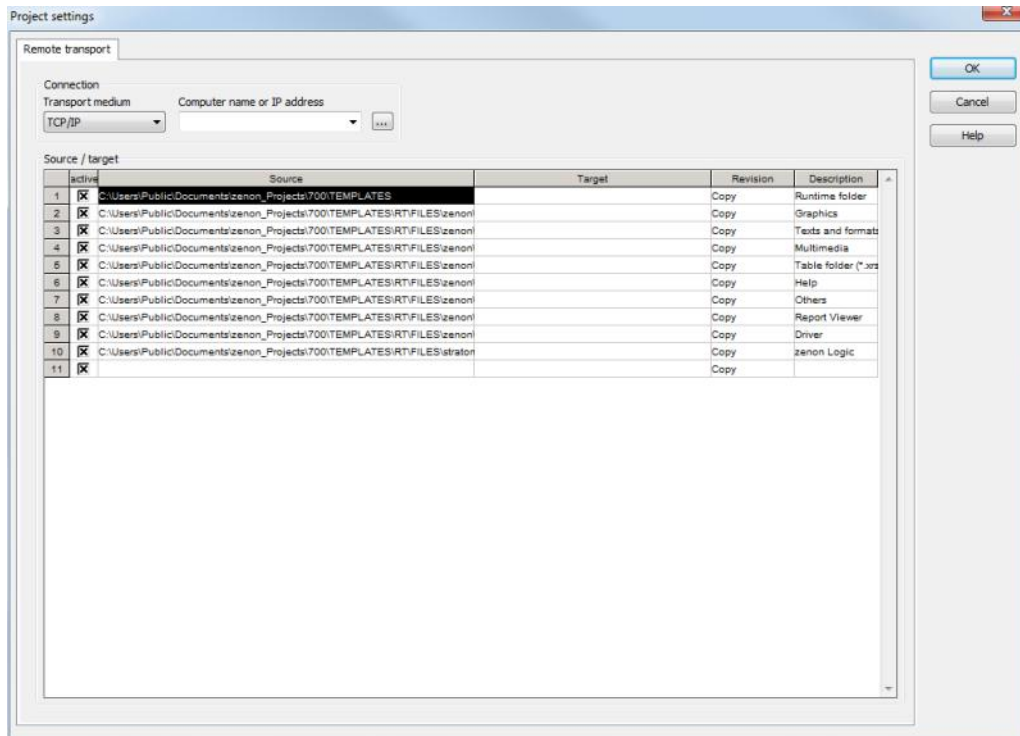 Project settings
Remote transport
Connection
Transport medium Computer name or IP address
TCP/IP ...
Source / target
active Source Target Revision Description
1 C:\Users\Public\Documents\zenon_Projects\700\TEMPLATES Copy Runtime folder
2 C:\Users\Public\Documents\zenon_Projects\700\TEMPLATES\RT\FILES\zenon\ Copy Graphics
3 C:\Users\Public\Documents\zenon_Projects\700\TEMPLATES\RT\FILES\zenon\ Copy Texts and formats
4 C:\Users\Public\Documents\zenon_Projects\700\TEMPLATES\RT\FILES\zenon\ Copy Multimedia
5 C:\Users\Public\Documents\zenon_Projects\700\TEMPLATES\RT\FILES\zenon\ Copy Table folder (*.xrs
6 C:\Users\Public\Documents\zenon_Projects\700\TEMPLATES\RT\FILES\zenon\ Copy Help
7 C:\Users\Public\Documents\zenon_Projects\700\TEMPLATES\RT\FILES\zenon\ Copy Others
8 C:\Users\Public\Documents\zenon_Projects\700\TEMPLATES\RT\FILES\zenon\ Copy Report Viewer
9 C:\Users\Public\Documents\zenon_Projects\700\TEMPLATES\RT\FILES\zenon\ Copy Driver
10 C:\Users\Public\Documents\zenon_Projects\700\TEMPLATES\RT\FILES\straton Copy zenon Logic
11 Copy
OK
Cancel
Help